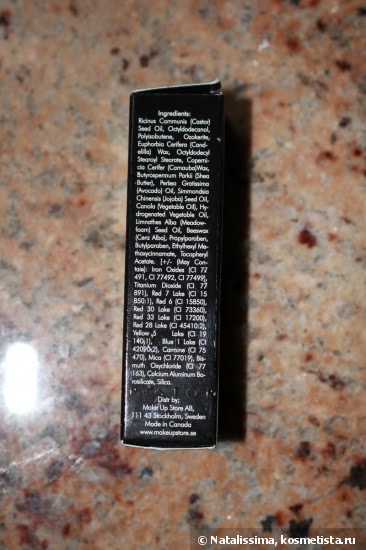 Ingredients:
Ricinus Communis (Castor)
Seed Oil, Octyldodecanol,
Polyisobutene, Ozokerite,
Euphorbia Cerifera (Cand-
elilla) Wax, Octyldodecyl
Stearoyl Stearate, Coperni-
cia Cerifer (Carnauba)Wax,
Butyrospermum Parkii (Shea
-Butter), Perlea Gratissima
(Avocado) Oil, Simmondsia
Chinensis (Jojoba) Seed Oil,
Canola (Vegetable Oil), Hy-
drogenated Vegetable Oil,
Limnathes Alba (Meadow-
foam) Seed Oil, Beeswax
(Cera Alba), Propylparaben,
Butylparaben, Ethylhexyl Me-
thoxycinnomate, Tocopheryl
Acetate. [+/- (May Con-
tain): Iron Oxides (CI 77
491, CI 77492, CI 77499),
Titanium Dioxide (CI 77
891), Red 7 Lake (CI 15
850:1), Red 6 (CI 15850),
Red 30 Lake (CI 73360),
Red 33 Lake (CI 17200),
Red 28 Lake (CI 45410:2),
Yellow 5 Lake (CI 19
140:1), Blue 1 Lake (CI
42090:2), Carmine (CI 75
470), Mica (CI 77019), Bis-
muth Oxychloride (CI 77
163), Calcium Aluminum Bo-
rosilicate, Silica.
Distr by;
Make Up Store AB,
111 43 Stockholm, Sweden
Made in Canada
www.makeupstore.se
© Natalissima, kosmetista.ru